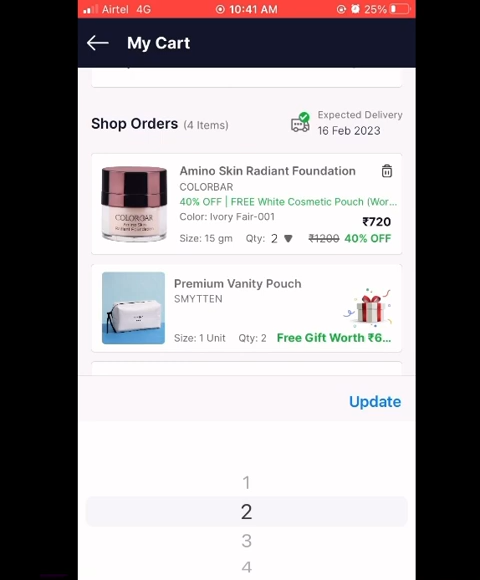 Airtel 4G 10:41 AM 25%
My Cart
Shop Orders (4 Items)
Expected Delivery
16 Feb 2023
Amino Skin Radiant Foundation
COLORBAR
40% OFF | FREE White Cosmetic Pouch (Wor...
Color: Ivory Fair-001
₹720
Size: 15 gm Qty: 2 ₹1200 40% OFF
COLORBAR
Premium Vanity Pouch
SMYTTEN
Size: 1 Unit Qty: 2 Free Gift Worth ₹6...
Update
1
2
3
4